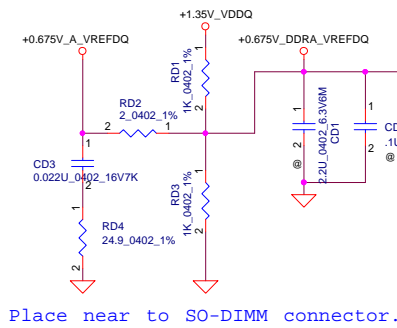 +1.35V_VDDQ
+0.675V_A_VREFDQ
+0.675V_DDRA_VREFDQ
1
RD1
1K_0402_1%
2
RD2
2_0402_1%
2
1
1
CD3
0.022U_0402_16V7K
2
1
RD3
1K_0402_1%
2
1
RD4
24.9_0402_1%
2
1
2
@
2.2U_0402_6.3V6M
CD1
1
2
@
CD
.1U
Place near to SO-DIMM connector.